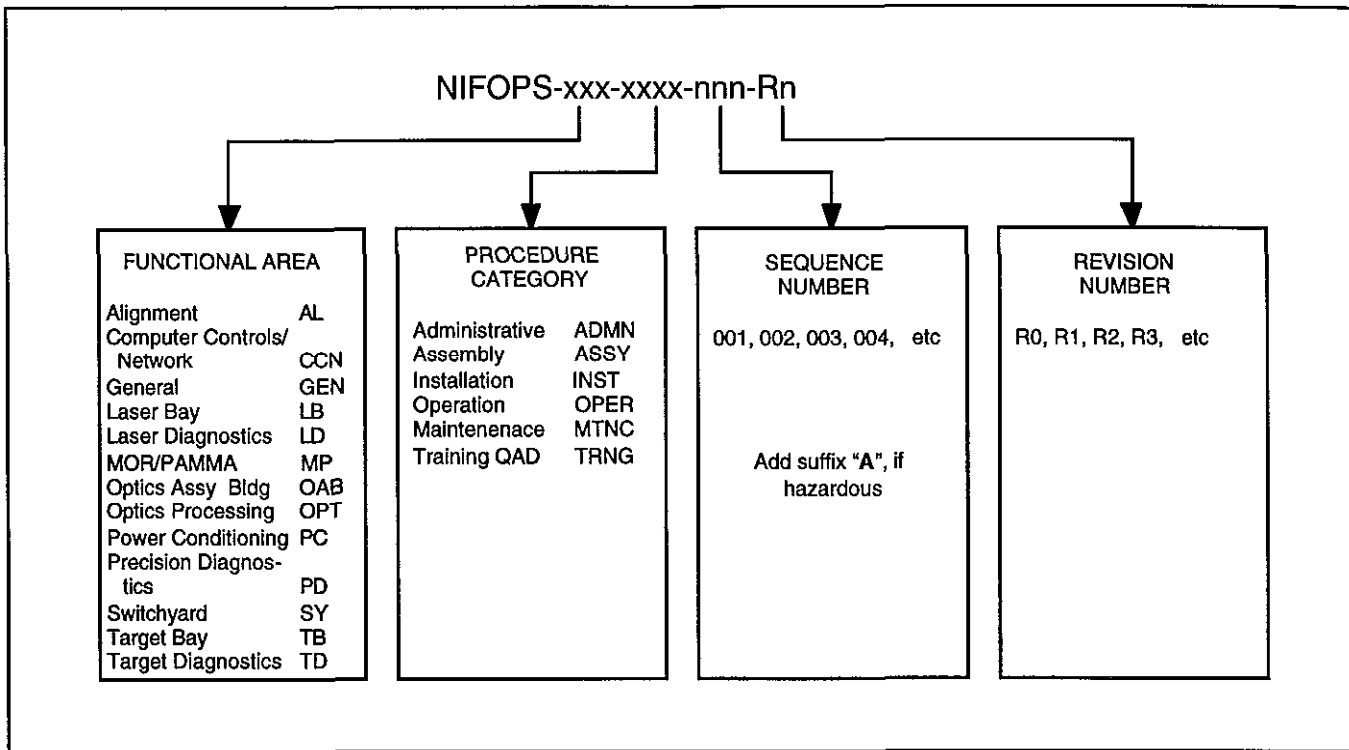 NIFOPS-xxx-xxxx-nnn-Rn
FUNCTIONAL AREA
Alignment AL
Computer Controls/
Network CCN
General GEN
Laser Bay LB
Laser Diagnostics LD
MOR/PAMMA MP
Optics Assy Bldg OAB
Optics Processing OPT
Power Conditioning PC
Precision Diagnos-
tics PD
Switchyard SY
Target Bay TB
Target Diagnostics TD
PROCEDURE
CATEGORY
Administrative ADMN
Assembly ASSY
Installation INST
Operation OPER
Maintenenace MTNC
Training QAD TRNG
SEQUENCE
NUMBER
001, 002, 003, 004, etc
Add suffix "A", if
hazardous
REVISION
NUMBER
R0, R1, R2, R3, etc